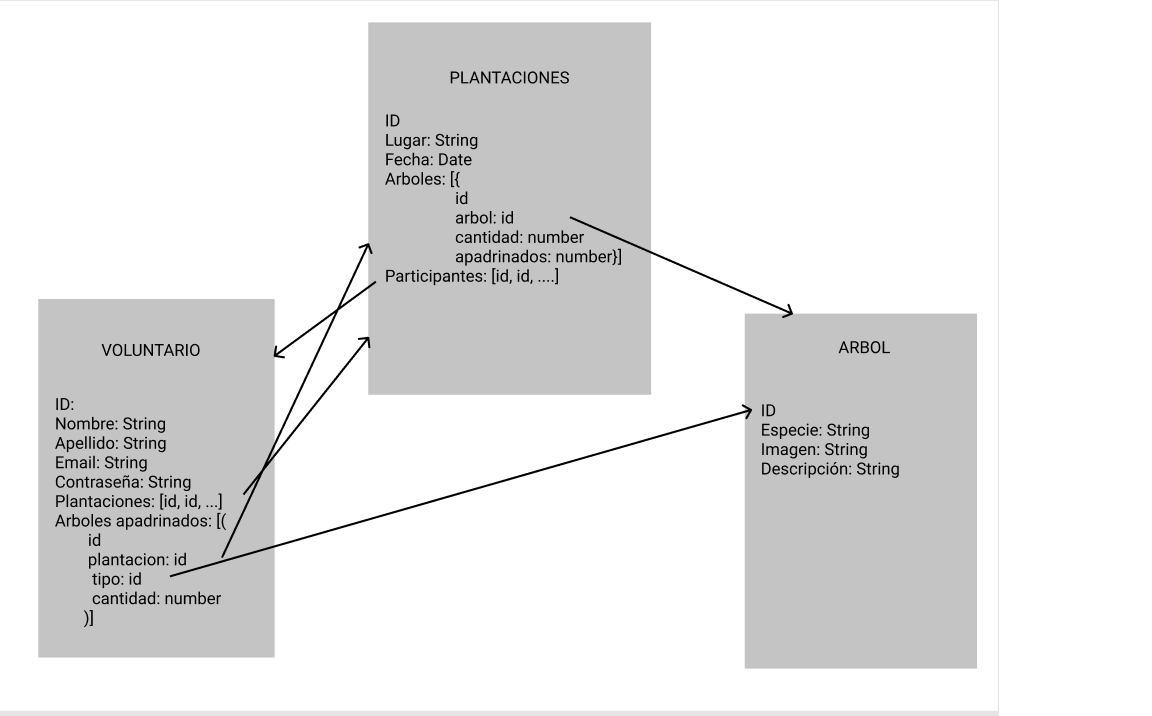 PLANTACIONES
ID
Lugar: String
Fecha: Date
Arboles: [{
id
arbol: id
cantidad: number
apadrinados: number}]
Participantes: [id, id, ....]
VOLUNTARIO
ID:
Nombre: String
Apellido: String
Email: String
Contraseña: String
Plantaciones: [id, id, ...]
Arboles apadrinados: [(
id
plantacion: id
tipo: id
cantidad: number
)]
ARBOL
ID
Especie: String
Imagen: String
Descripción: String